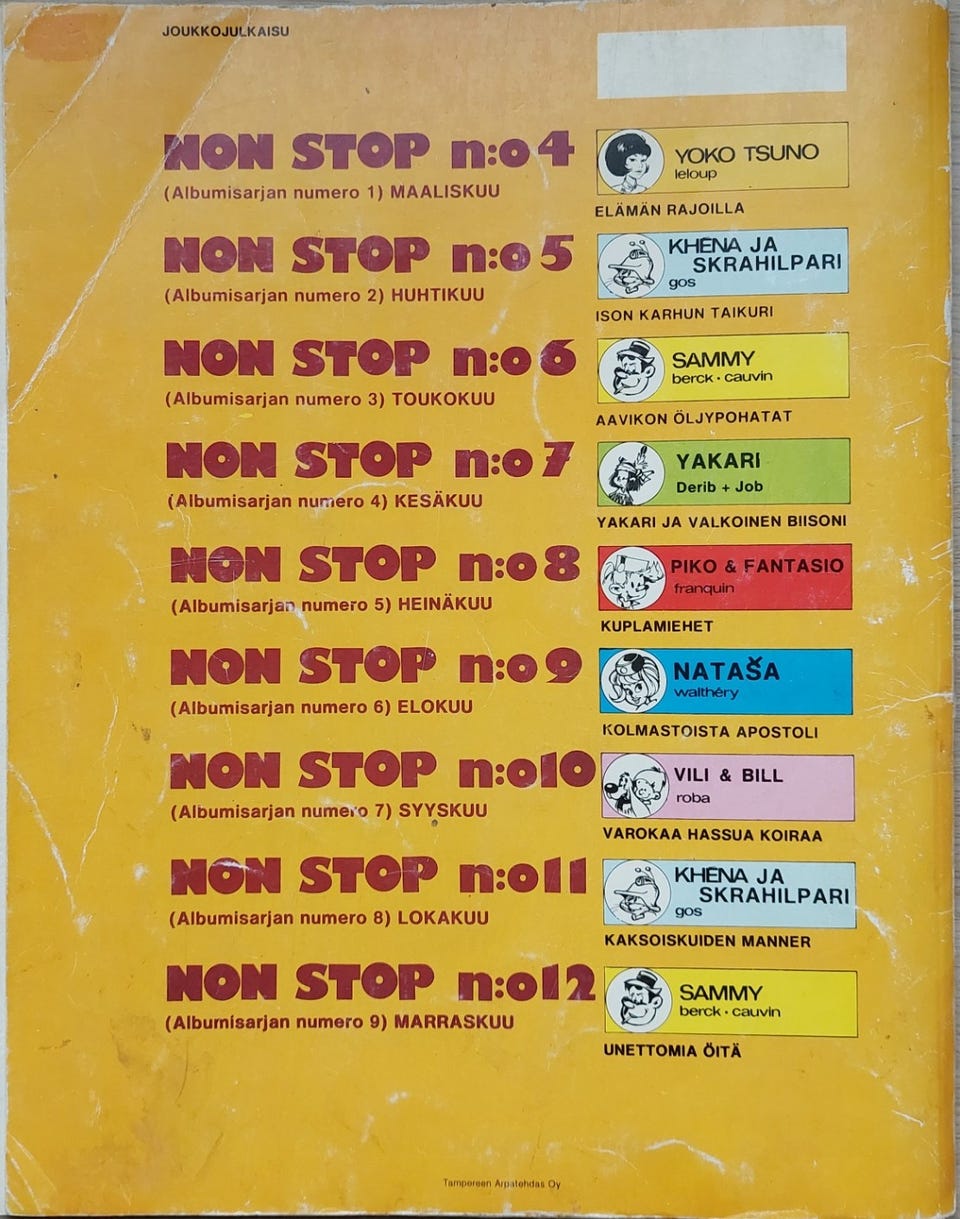 JOUKKOJULKAISU
NON STOP n:o 4
(Albumisarjan numero 1) MAALISKUU
YOKO TSUNO
leloup
ELÄMÄN RAJOILLA
NON STOP n:o 5
(Albumisarjan numero 2) HUHTIKUU
KHENA JA
SKRAHILPARI
gos
ISON KARHUN TAIKURI
NON STOP n:o 6
(Albumisarjan numero 3) TOUKOKUU
SAMMY
berck · cauvin
AAVIKON ÖLJYPOHATAT
NON STOP n:o 7
(Albumisarjan numero 4) KESÄKUU
YAKARI
Derib + Job
YAKARI JA VALKOINEN BIISONI
NON STOP n:o 8
(Albumisarjan numero 5) HEINÄKUU
PIKO & FANTASIO
franquin
KUPLAMIEHET
NON STOP n:o 9
(Albumisarjan numero 6) ELOKUU
NATAŠA
walthéry
KOLMASTOISTA APOSTOLI
NON STOP n:o 10
(Albumisarjan numero 7) SYYSKUU
VILI & BILL
roba
VAROKAA HASSUA KOIRAA
NON STOP n:o 11
(Albumisarjan numero 8) LOKAKUU
KHENA JA
SKRAHILPARI
gos
KAKSOISKUIDEN MANNER
NON STOP n:o 12
(Albumisarjan numero 9) MARRASKUU
SAMMY
berck · cauvin
UNETTOMIA ÖITÄ
Tampereen Arpatehdas Oy